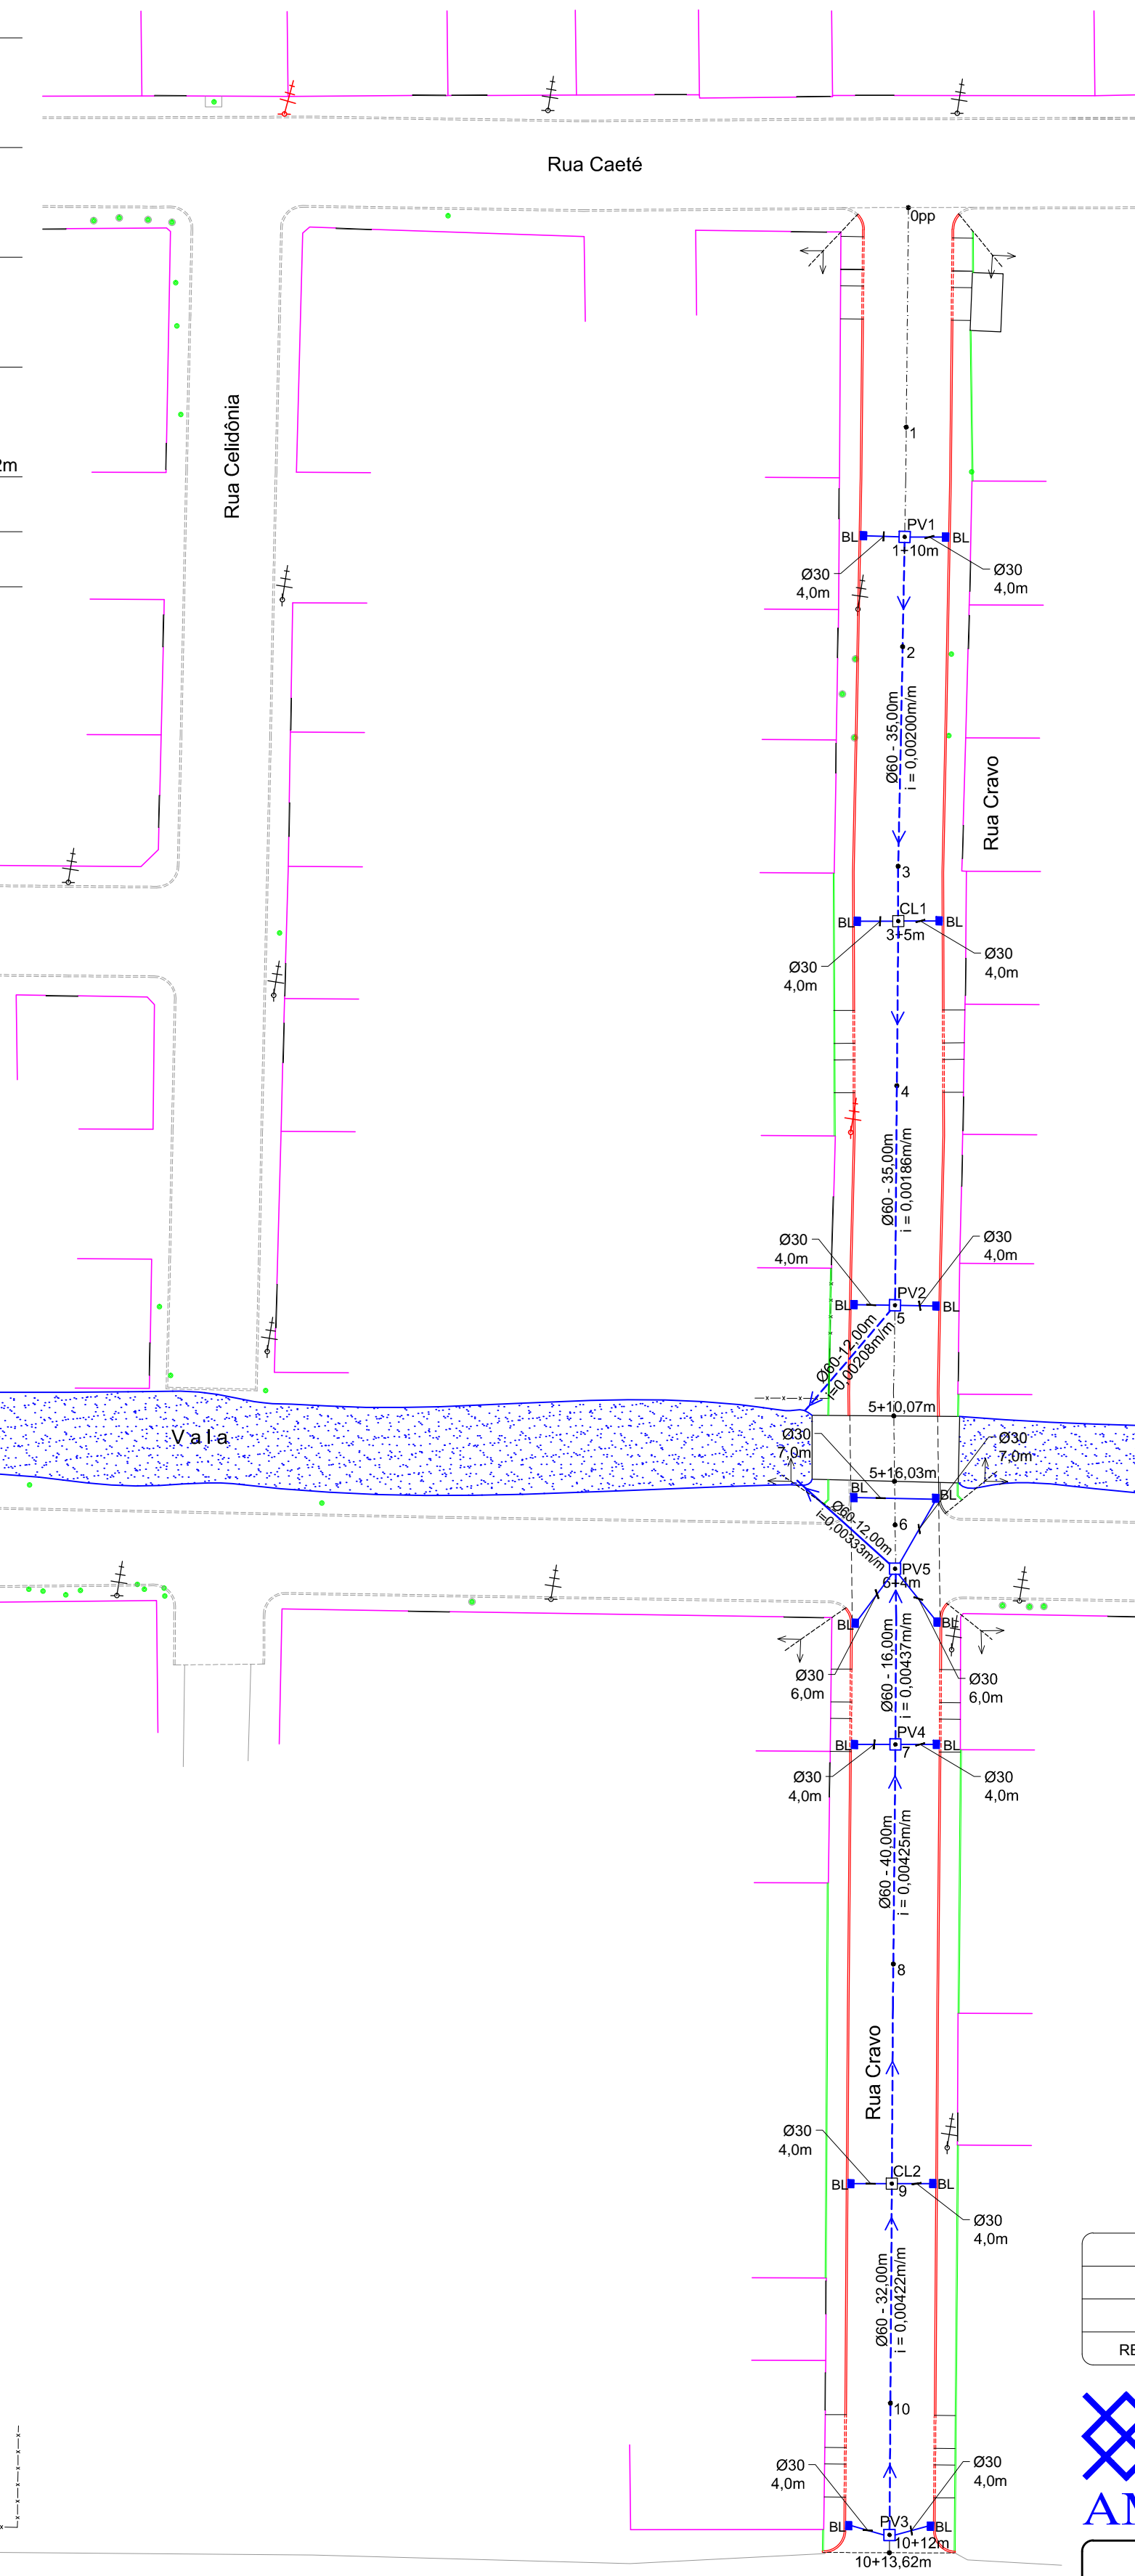 Rua Caeté
0pp
Rua Celidônia
2m
1
PV1
BL
BL
1+10m
Ø30
4,0m
Ø30
4,0m
2
Ø60 - 35,00m
i = 0,00200m/m
Rua Cravo
3
CL1
BL
BL
3+5m
Ø30
4,0m
Ø30
4,0m
4
Ø60 - 35,00m
i = 0,00186m/m
Ø30
4,0m
Ø30
4,0m
PV2
BL
BL
5
Ø60-12,00m
i=0,00208m/m
5+10,07m
Vala
Ø30
7,0m
Ø30
7,0m
5+16,03m
BL
BL
6
Ø60-12,00m
i=0,00333m/m
PV5
6+4m
BL
BL
Ø30
6,0m
Ø30
6,0m
Ø60 - 16,00m
i = 0,00437m/m
PV4
BL
BL
7
Ø30
4,0m
Ø30
4,0m
Ø60 - 40,00m
i = 0,00425m/m
8
Rua Cravo
Ø30
4,0m
CL2
BL
BL
9
Ø30
4,0m
Ø60 - 32,00m
i = 0,00422m/m
RE
10
Ø30
4,0m
Ø30
4,0m
AM
PV3
BL
BL
10+12m
10+13,62m